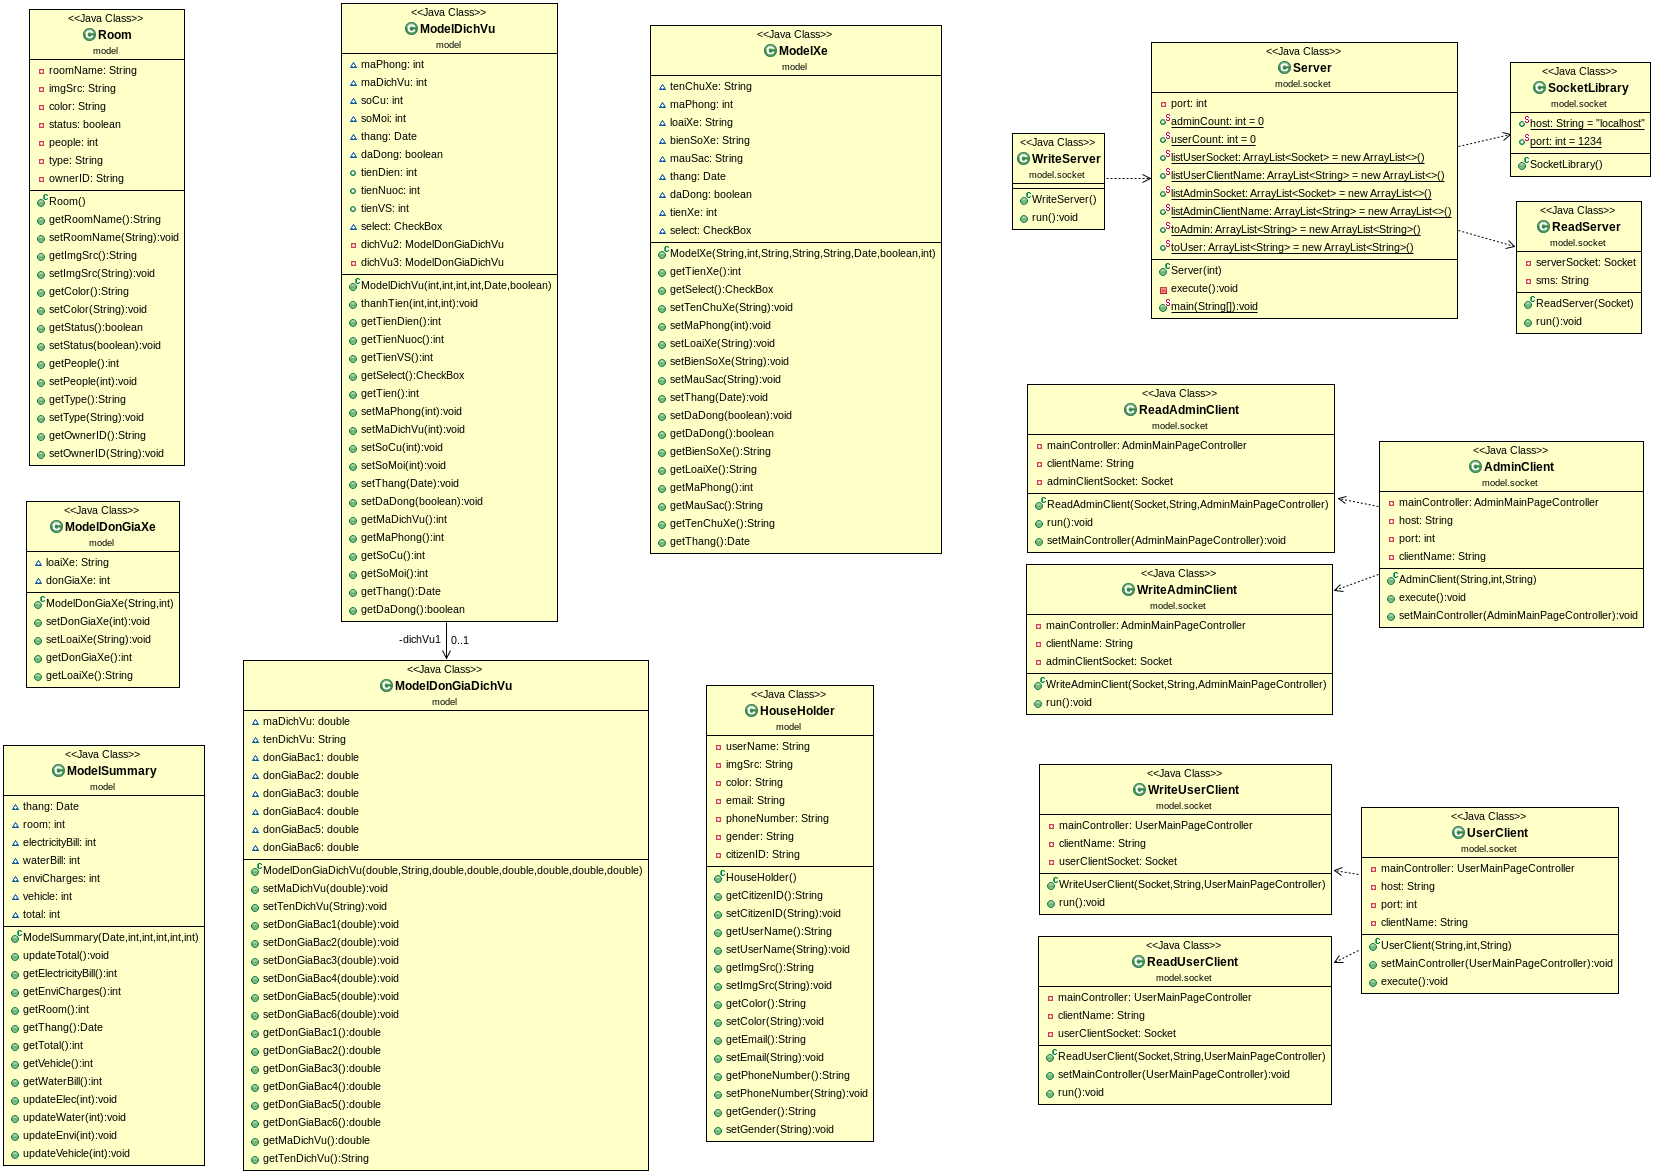 <<Java Class>>
Room
model
roomName: String
imgSrc: String
color: String
status: boolean
people: int
type: String
ownerID: String
Room()
getRoomName():String
setRoomName(String):void
getImgSrc():String
setImgSrc(String):void
getColor():String
setColor(String):void
getStatus():boolean
setStatus(boolean):void
getPeople():int
setPeople(int):void
getType():String
setType(String):void
getOwnerID():String
setOwnerID(String):void
<<Java Class>>
ModelDonGiaXe
model
loaiXe: String
donGiaXe: int
ModelDonGiaXe(String,int)
setDonGiaXe(int):void
setLoaiXe(String):void
getDonGiaXe():int
getLoaiXe():String
<<Java Class>>
ModelSummary
model
thang: Date
room: int
electricityBill: int
waterBill: int
enviCharges: int
vehicle: int
total: int
ModelSummary(Date,int,int,int,int,int)
updateTotal():void
getElectricityBill():int
getEnviCharges():int
getRoom():int
getThang():Date
getTotal():int
getVehicle():int
getWaterBill():int
updateElec(int):void
updateWater(int):void
updateEnvi(int):void
updateVehicle(int):void
<<Java Class>>
ModelDichVu
model
maPhong: int
maDichVu: int
soCu: int
soMoi: int
thang: Date
daDong: boolean
tienDien: int
tienNuoc: int
tienVS: int
select: CheckBox
dichVu2: ModelDonGiaDichVu
dichVu3: ModelDonGiaDichVu
ModelDichVu(int,int,int,int,Date,boolean)
thanhTien(int,int,int):void
getTienDien():int
getTienNuoc():int
getTienVS():int
getSelect():CheckBox
getTien():int
setMaPhong(int):void
setMaDichVu(int):void
setSoCu(int):void
setSoMoi(int):void
setThang(Date):void
setDaDong(boolean):void
getMaDichVu():int
getMaPhong():int
getSoCu():int
getSoMoi():int
getThang():Date
getDaDong():boolean
-dichVu1 0..1
<<Java Class>>
ModelDonGiaDichVu
model
maDichVu: double
tenDichVu: String
donGiaBac1: double
donGiaBac2: double
donGiaBac3: double
donGiaBac4: double
donGiaBac5: double
donGiaBac6: double
ModelDonGiaDichVu(double,String,double,double,double,double,double,double)
setMaDichVu(double):void
setTenDichVu(String):void
setDonGiaBac1(double):void
setDonGiaBac2(double):void
setDonGiaBac3(double):void
setDonGiaBac4(double):void
setDonGiaBac5(double):void
setDonGiaBac6(double):void
getDonGiaBac1():double
getDonGiaBac2():double
getDonGiaBac3():double
getDonGiaBac4():double
getDonGiaBac5():double
getDonGiaBac6():double
getMaDichVu():double
getTenDichVu():String
<<Java Class>>
ModelXe
model
tenChuXe: String
maPhong: int
loaiXe: String
bienSoXe: String
mauSac: String
thang: Date
daDong: boolean
tienXe: int
select: CheckBox
ModelXe(String,int,String,String,String,Date,boolean,int)
getTienXe():int
getSelect():CheckBox
setTenChuXe(String):void
setMaPhong(int):void
setLoaiXe(String):void
setBienSoXe(String):void
setMauSac(String):void
setThang(Date):void
setDaDong(boolean):void
getDaDong():boolean
getBienSoXe():String
getLoaiXe():String
getMaPhong():int
getMauSac():String
getTenChuXe():String
getThang():Date
<<Java Class>>
HouseHolder
model
userName: String
imgSrc: String
color: String
email: String
phoneNumber: String
gender: String
citizenID: String
HouseHolder()
getCitizenID():String
setCitizenID(String):void
getUserName():String
setUserName(String):void
getImgSrc():String
setImgSrc(String):void
getColor():String
setColor(String):void
getEmail():String
setEmail(String):void
getPhoneNumber():String
setPhoneNumber(String):void
getGender():String
setGender(String):void
<<Java Class>>
WriteServer
model.socket
WriteServer()
run():void
<<Java Class>>
Server
model.socket
port: int
adminCount: int = 0
userCount: int = 0
listUserSocket: ArrayList<Socket> = new ArrayList<>()
listUserClientName: ArrayList<String> = new ArrayList<>()
listAdminSocket: ArrayList<Socket> = new ArrayList<>()
listAdminClientName: ArrayList<String> = new ArrayList<>()
toAdmin: ArrayList<String> = new ArrayList<String>()
toUser: ArrayList<String> = new ArrayList<String>()
Server(int)
execute():void
main(String[]):void
<<Java Class>>
SocketLibrary
model.socket
host: String = "localhost"
port: int = 1234
SocketLibrary()
<<Java Class>>
ReadServer
model.socket
serverSocket: Socket
sms: String
ReadServer(Socket)
run():void
<<Java Class>>
ReadAdminClient
model.socket
mainController: AdminMainPageController
clientName: String
adminClientSocket: Socket
ReadAdminClient(Socket,String,AdminMainPageController)
run():void
setMainController(AdminMainPageController):void
<<Java Class>>
WriteAdminClient
model.socket
mainController: AdminMainPageController
clientName: String
adminClientSocket: Socket
WriteAdminClient(Socket,String,AdminMainPageController)
run():void
<<Java Class>>
AdminClient
model.socket
mainController: AdminMainPageController
host: String
port: int
clientName: String
AdminClient(String,int,String)
execute():void
setMainController(AdminMainPageController):void
<<Java Class>>
WriteUserClient
model.socket
mainController: UserMainPageController
clientName: String
userClientSocket: Socket
WriteUserClient(Socket,String,UserMainPageController)
run():void
<<Java Class>>
ReadUserClient
model.socket
mainController: UserMainPageController
clientName: String
userClientSocket: Socket
ReadUserClient(Socket,String,UserMainPageController)
setMainController(UserMainPageController):void
run():void
<<Java Class>>
UserClient
model.socket
mainController: UserMainPageController
host: String
port: int
clientName: String
UserClient(String,int,String)
setMainController(UserMainPageController):void
execute():void